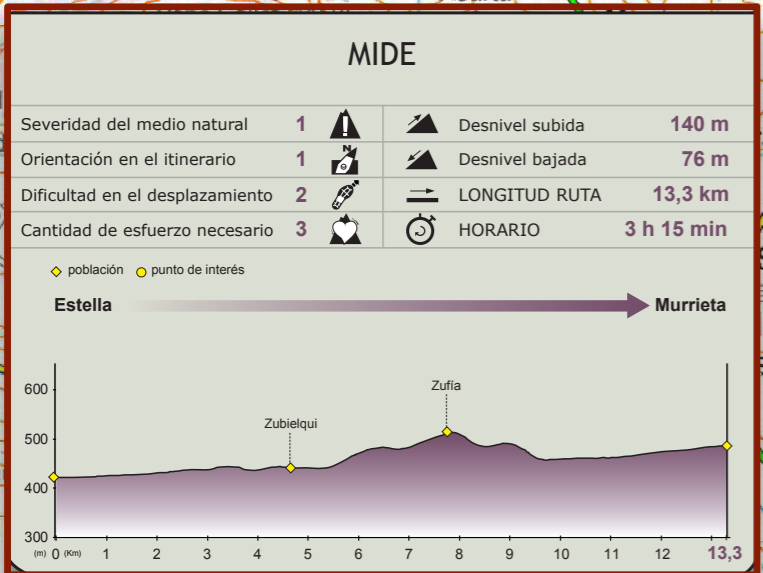 MIDE
Severidad del medio natural 1 Desnivel subida 140 m
Orientación en el itinerario 1 N Desnivel bajada 76 m
Dificultad en el desplazamiento 2 LONGITUD RUTA 13,3 km
Cantidad de esfuerzo necesario 3 HORARIO 3 h 15 min
población punto de interés
Estella Murrieta
600
Zufía
500
Zubielqui
400
300
(m) 0 (Km) 1 2 3 4 5 6 7 8 9 10 11 12 13,3